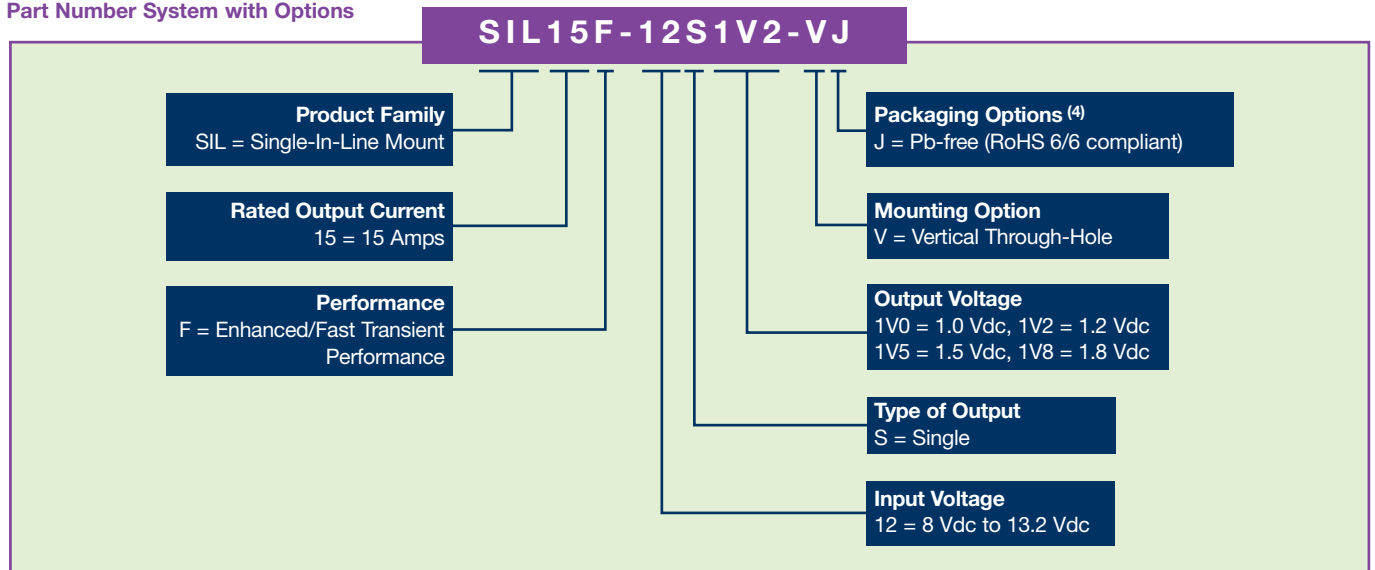 Part Number System with Options
SIL15F-12S1V2-VJ
Product Family
SIL = Single-In-Line Mount
Rated Output Current
15 = 15 Amps
Performance
F = Enhanced/Fast Transient
Performance
Packaging Options (4)
J = Pb-free (RoHS 6/6 compliant)
Mounting Option
V = Vertical Through-Hole
Output Voltage
1V0 = 1.0 Vdc, 1V2 = 1.2 Vdc
1V5 = 1.5 Vdc, 1V8 = 1.8 Vdc
Type of Output
S = Single
Input Voltage
12 = 8 Vdc to 13.2 Vdc